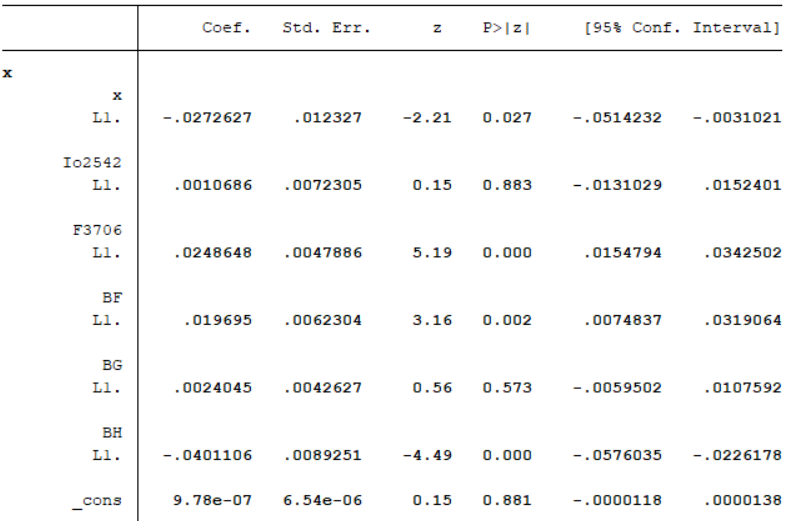 Coef. Std. Err. z P>|z| [95% Conf. Interval]
x
x
L1. -.0272627 .012327 -2.21 0.027 -.0514232 -.0031021
Io2542
L1. .0010686 .0072305 0.15 0.883 -.0131029 .0152401
F3706
L1. .0248648 .0047886 5.19 0.000 .0154794 .0342502
BF
L1. .019695 .0062304 3.16 0.002 .0074837 .0319064
BG
L1. .0024045 .0042627 0.56 0.573 -.0059502 .0107592
BH
L1. -.0401106 .0089251 -4.49 0.000 -.0576035 -.0226178
_cons 9.78e-07 6.54e-06 0.15 0.881 -.0000118 .0000138